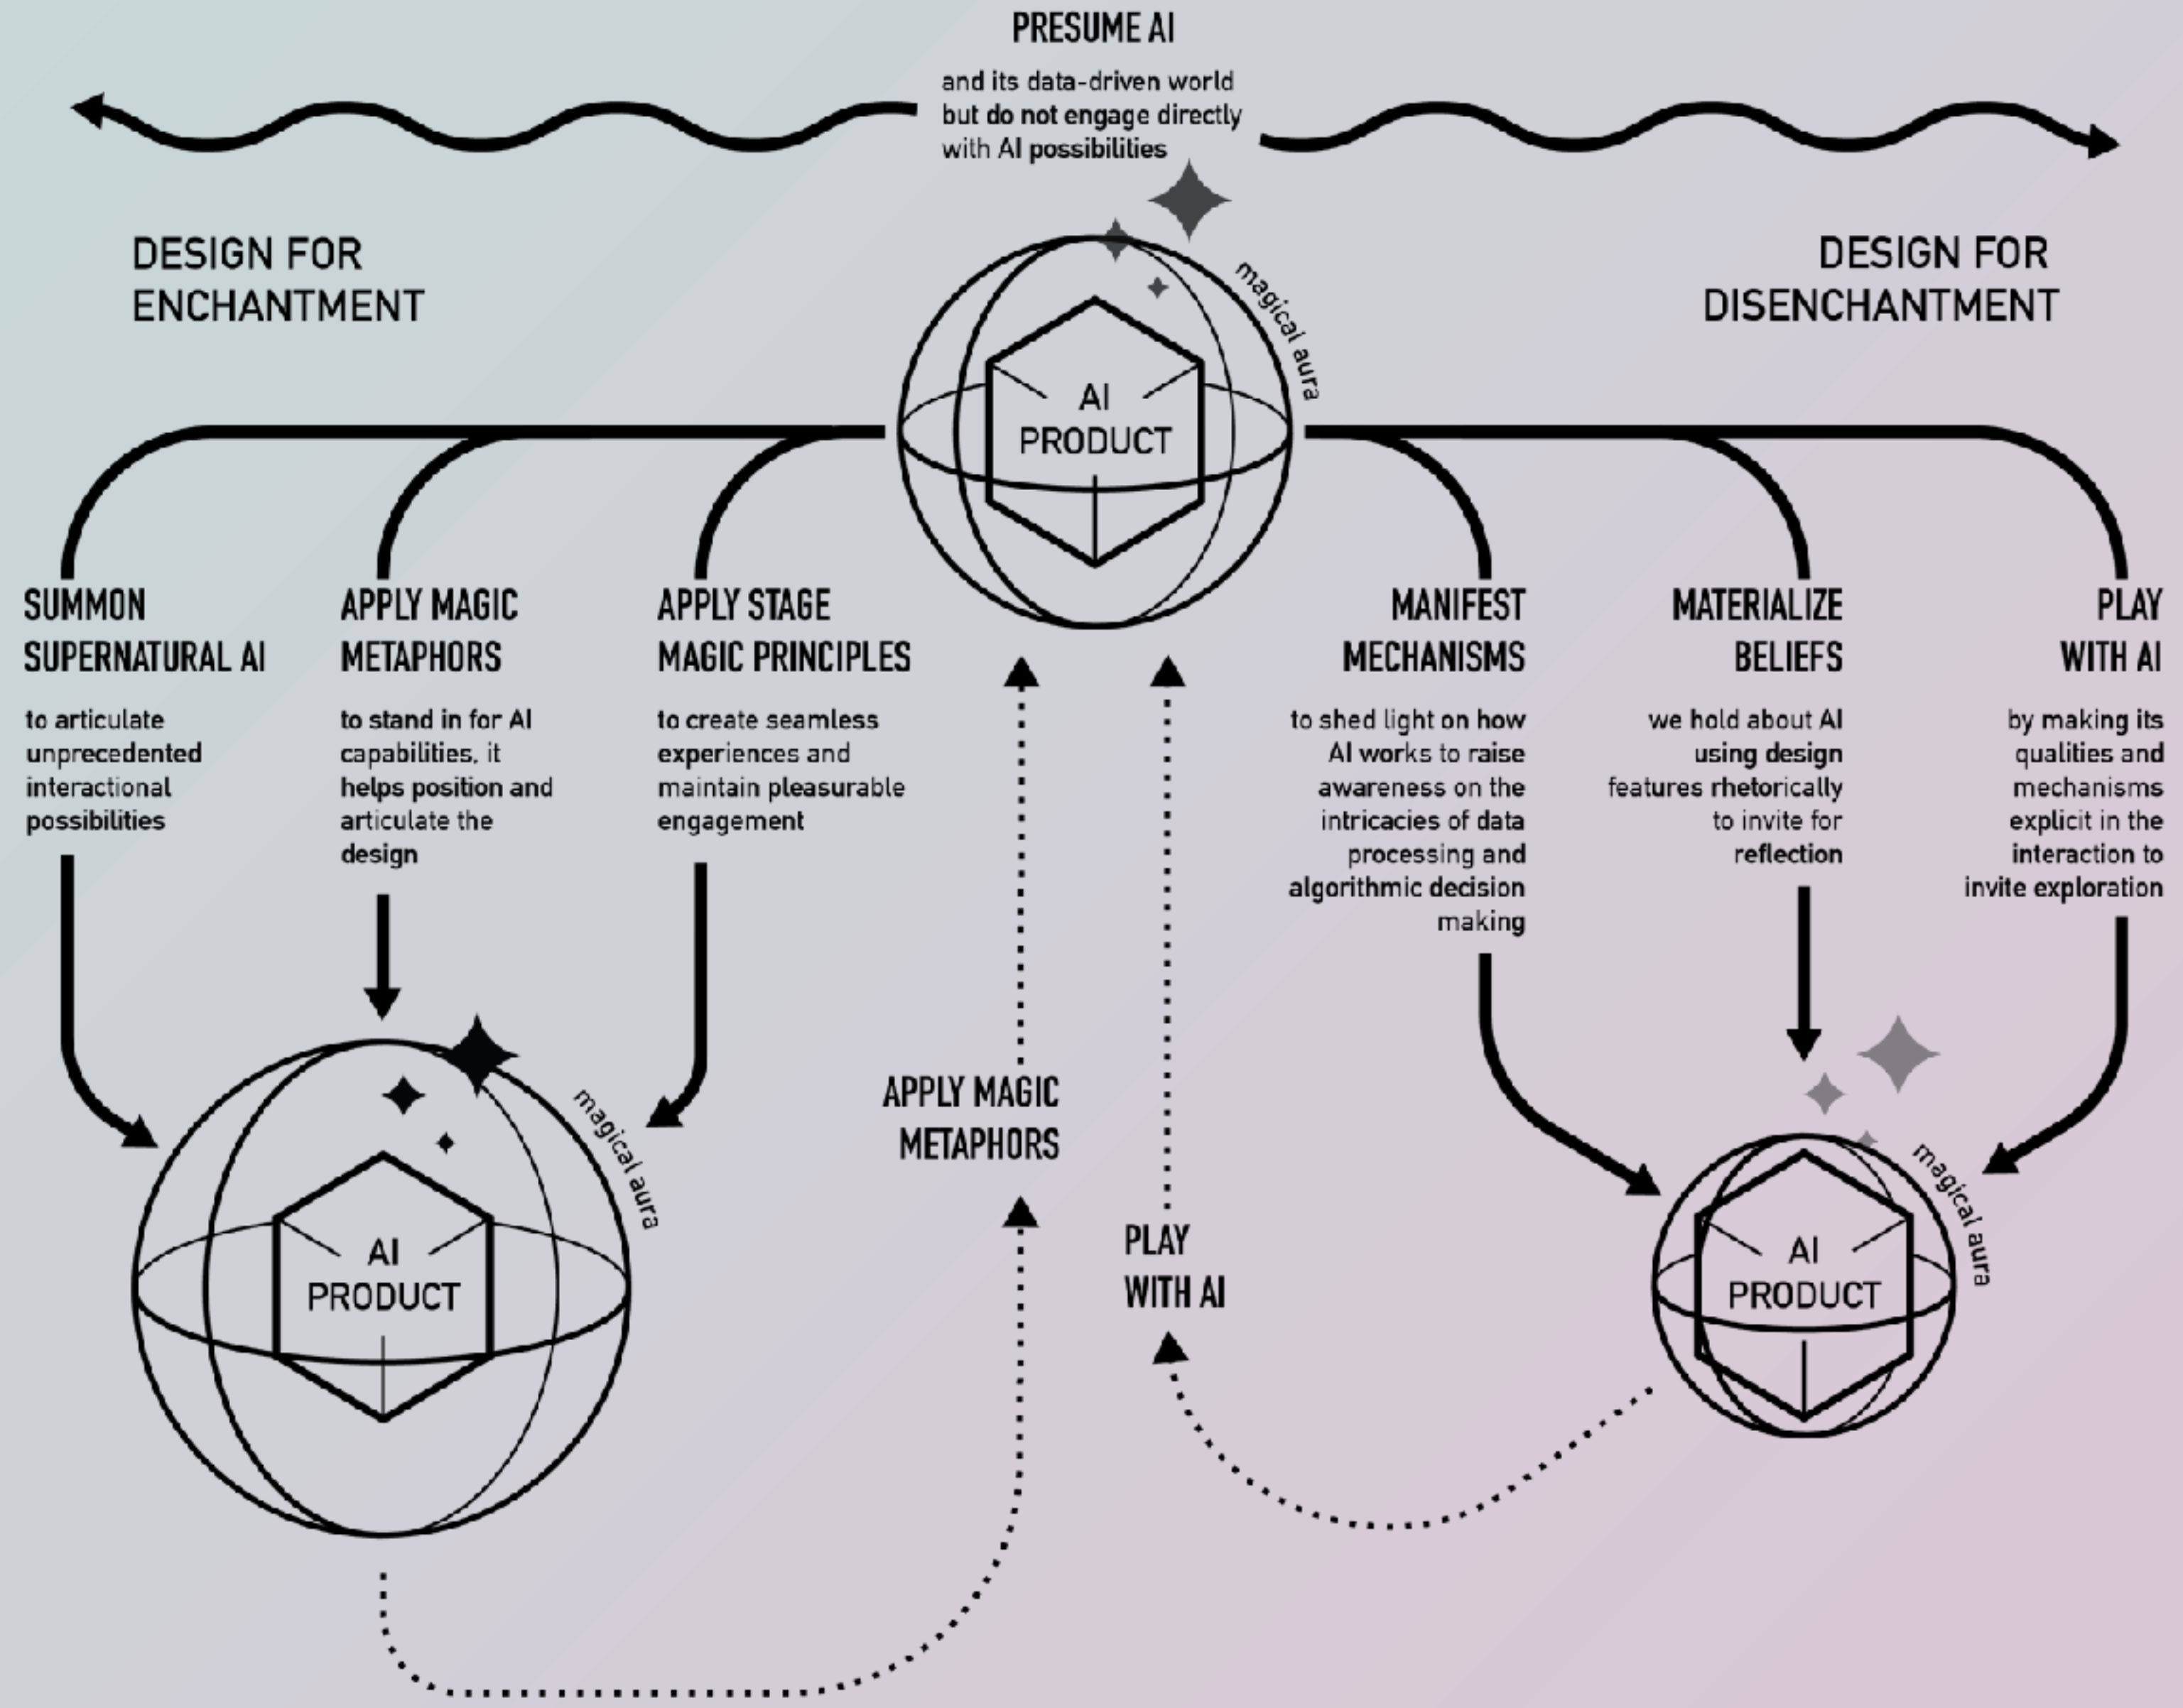 PRESUME AI
and its data-driven world
but do not engage directly
with AI possibilities
DESIGN FOR
ENCHANTMENT
DESIGN FOR
DISENCHANTMENT
magical aura
AI
PRODUCT
SUMMON
SUPERNATURAL AI
to articulate
unprecedented
interactional
possibilities
APPLY MAGIC
METAPHORS
to stand in for AI
capabilities, it
helps position and
articulate the
design
APPLY STAGE
MAGIC PRINCIPLES
to create seamless
experiences and
maintain pleasurable
engagement
MANIFEST
MECHANISMS
to shed light on how
AI works to raise
awareness on the
intricacies of data
processing and
algorithmic decision
making
MATERIALIZE
BELIEFS
we hold about AI
using design
features rhetorically
to invite for
reflection
PLAY
WITH AI
by making its
qualities and
mechanisms
explicit in the
interaction to
invite exploration
magical aura
AI
PRODUCT
APPLY MAGIC
METAPHORS
PLAY
WITH AI
magical aura
AI
PRODUCT